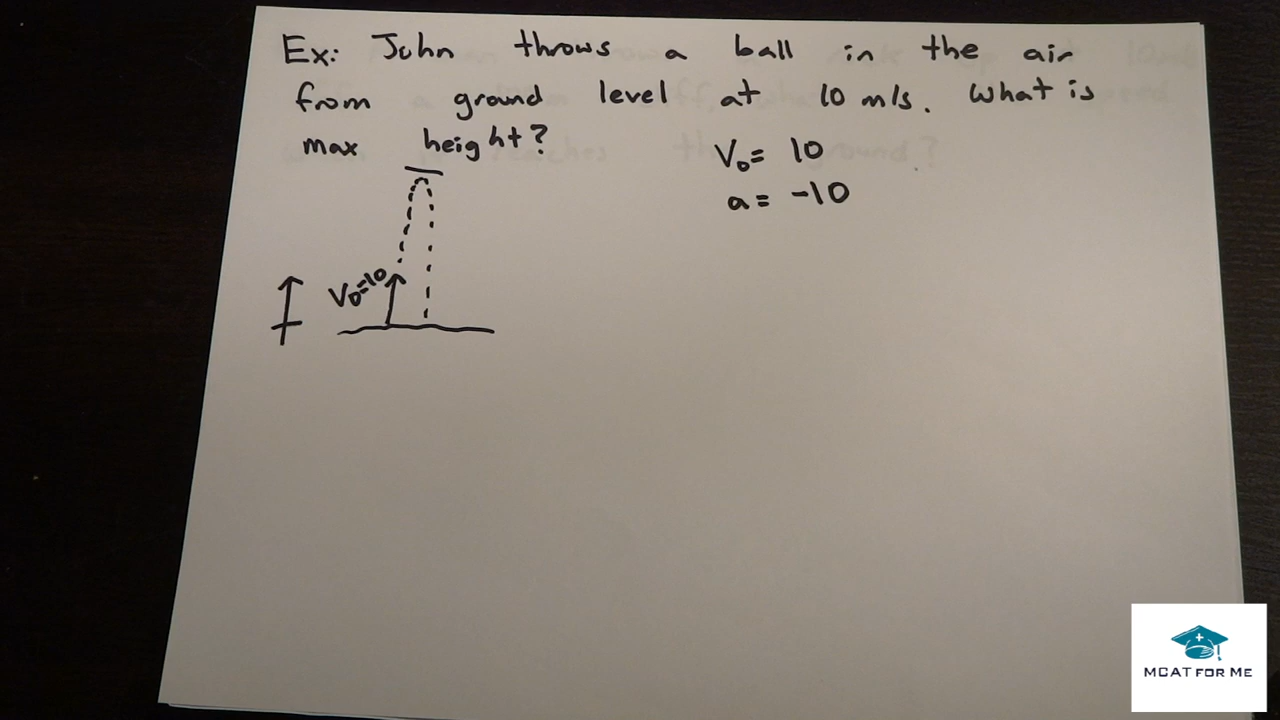 Ex: John throws a ball in the air
from ground level at 10 m/s. What is
max height?
V₀= 10
a= -10
V₀=10
MCAT FOR ME